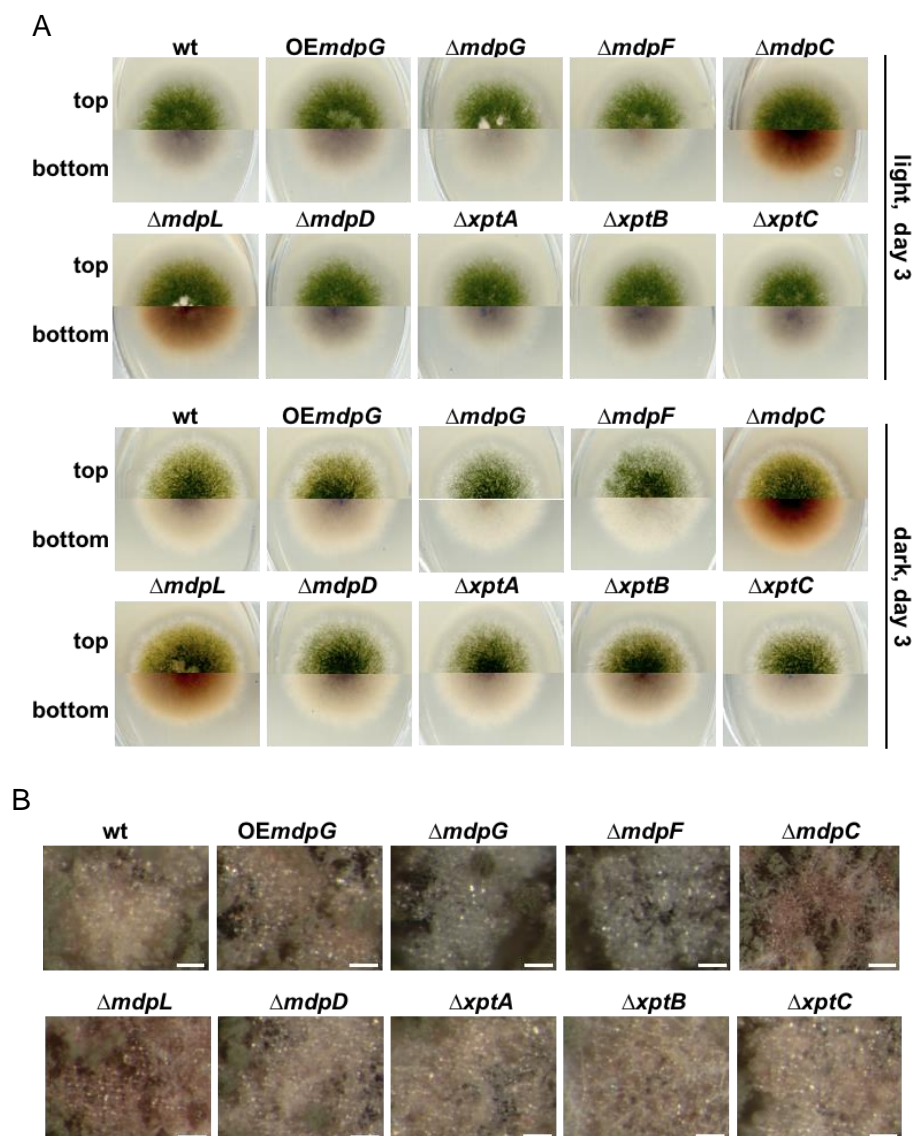 A
wt OEmdpG ΔmdpG ΔmdpF ΔmdpC
top
bottom
ΔmdpL ΔmdpD ΔxptA ΔxptB ΔxptC
top
bottom
light, day 3
wt OEmdpG ΔmdpG ΔmdpF ΔmdpC
top
bottom
ΔmdpL ΔmdpD ΔxptA ΔxptB ΔxptC
top
bottom
dark, day 3
B
wt OEmdpG ΔmdpG ΔmdpF ΔmdpC
ΔmdpL ΔmdpD ΔxptA ΔxptB ΔxptC